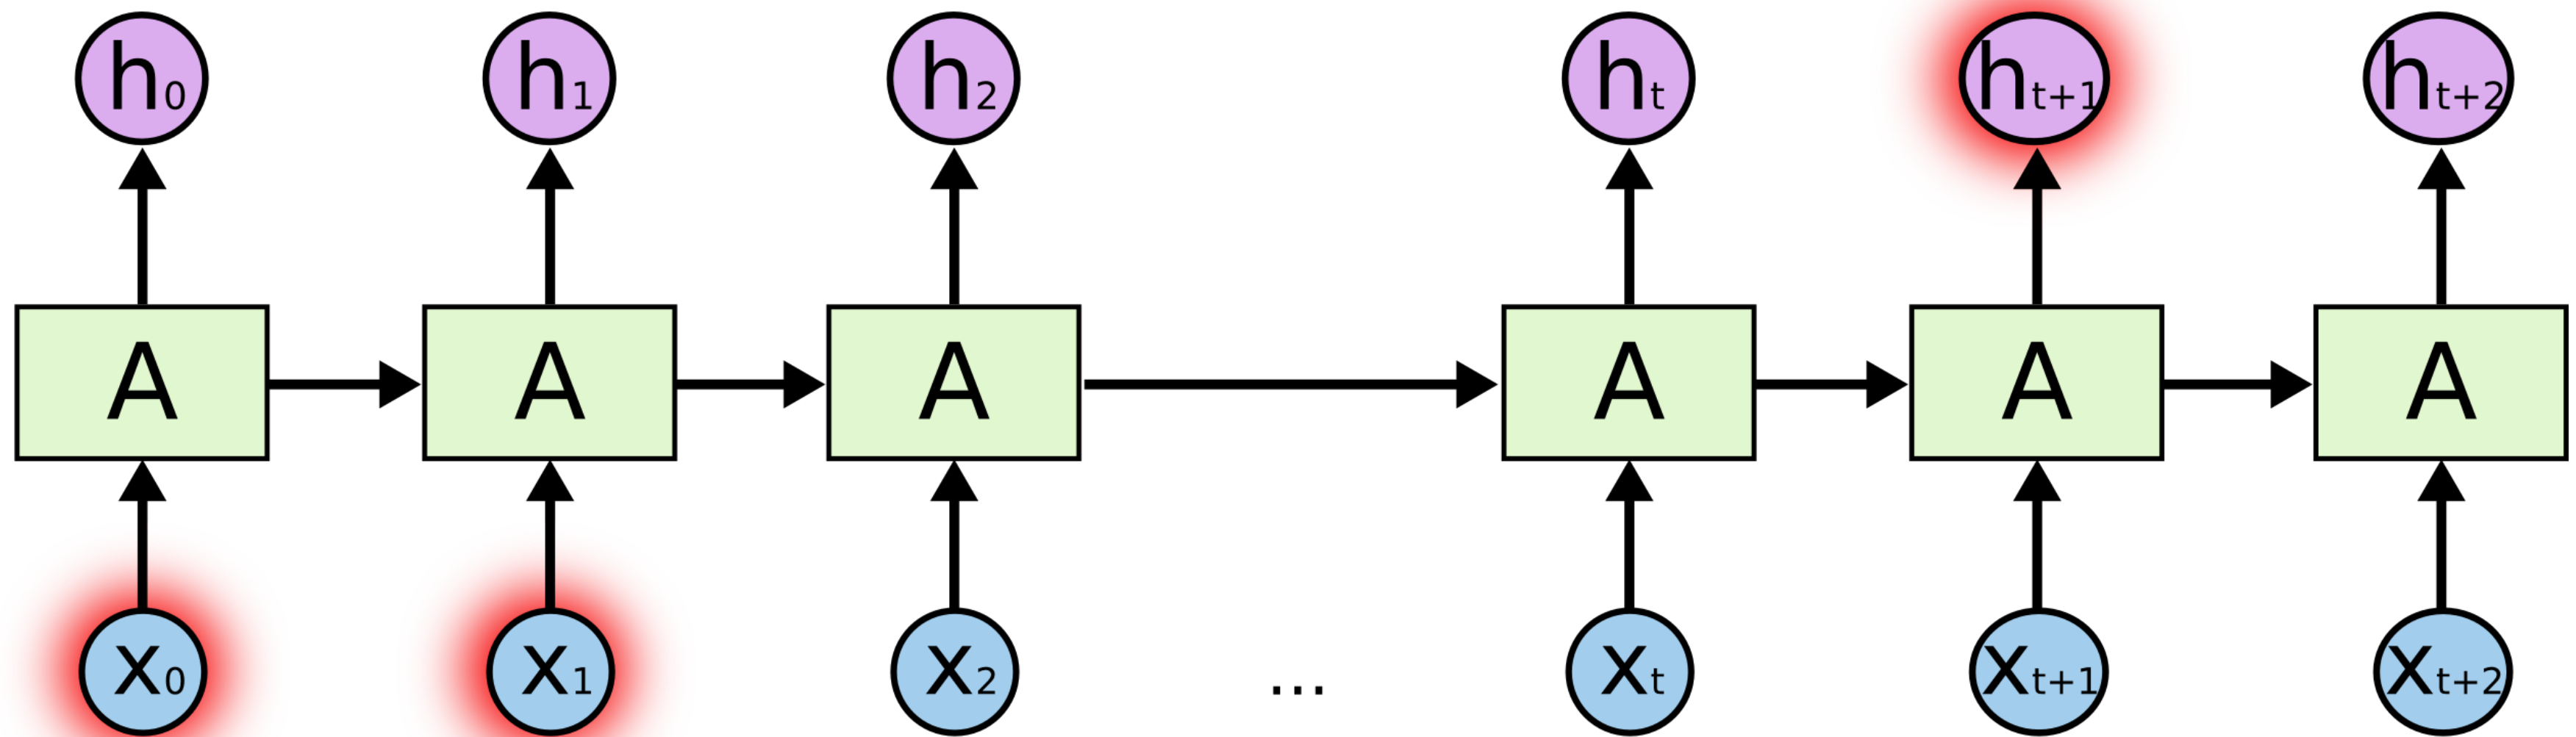 h0 h1 h2 ht ht+1 ht+2
A A A A A A
x0 x1 x2 ... xt xt+1 xt+2